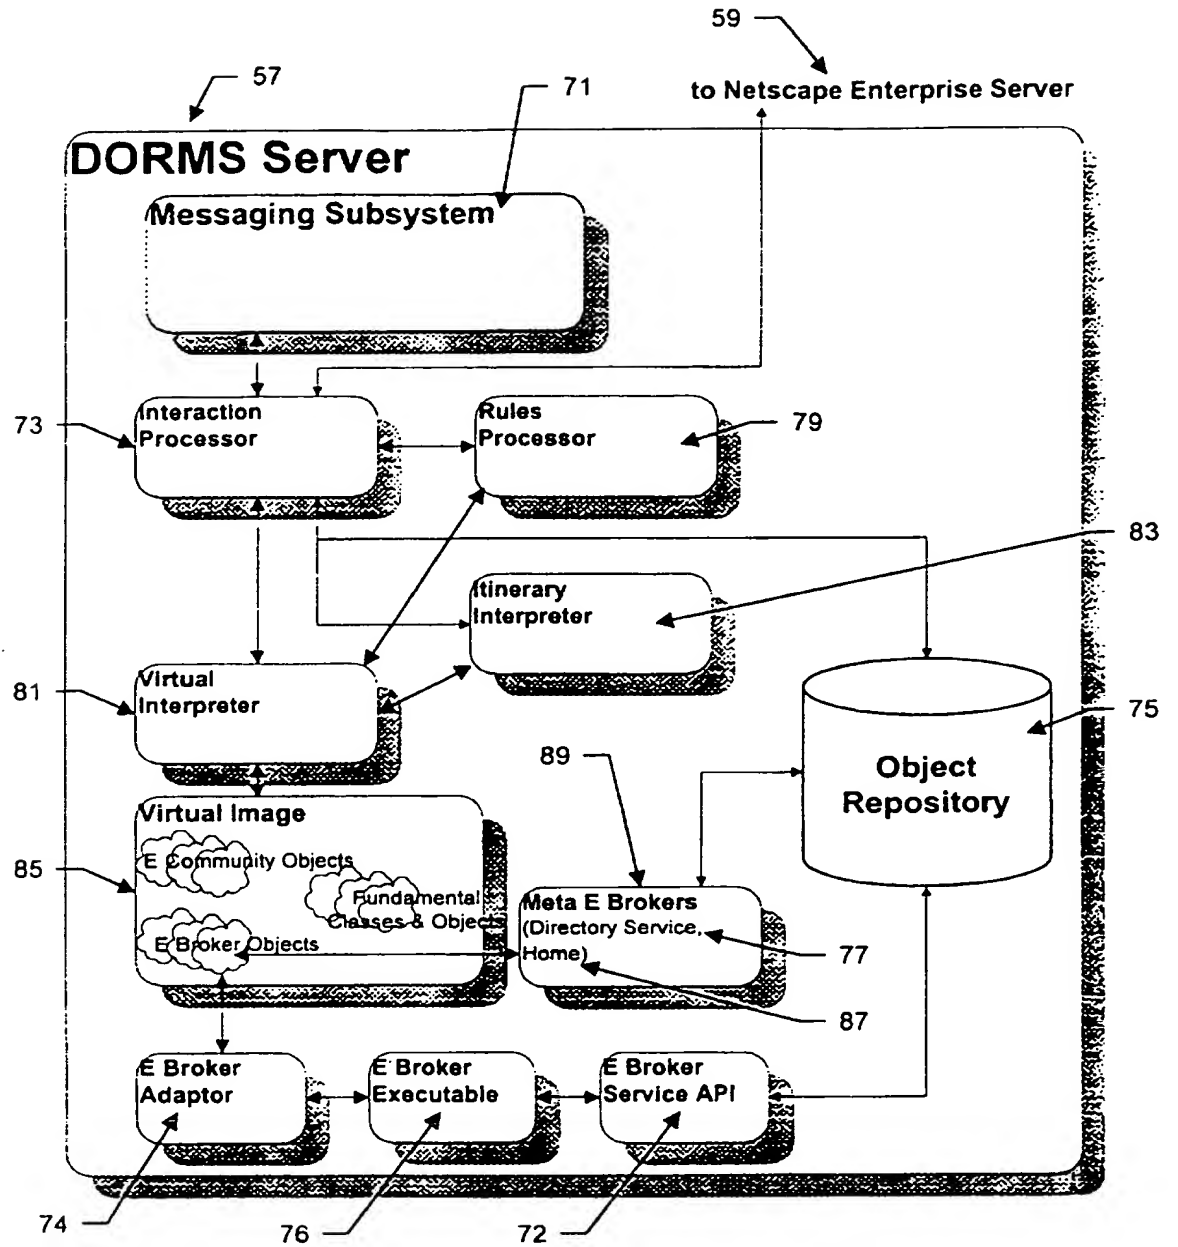 59
to Netscape Enterprise Server
57
71
DORMS Server
Messaging Subsystem
73
Interaction
Processor
Rules
Processor
79
83
Itinerary
Interpreter
81
Virtual
Interpreter
75
Object
Repository
89
85
Virtual Image
E Community Objects
Fundamental
Classes & Objects
E Broker Objects
Meta E Brokers
(Directory Service,
Home)
77
87
E Broker
Adaptor
E Broker
Executable
E Broker
Service API
74
76
72